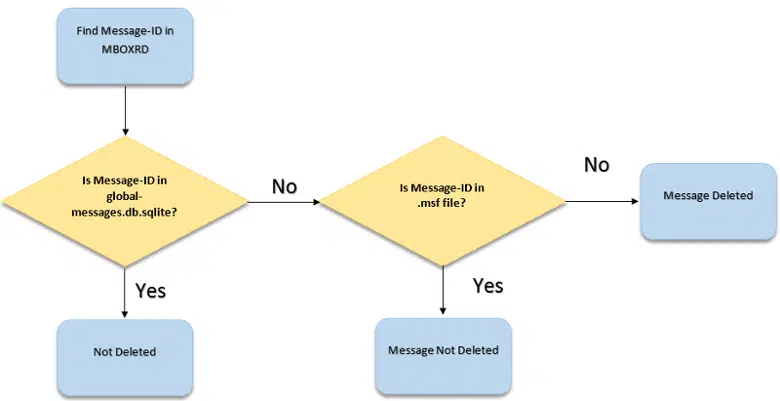 Find Message-ID in
MBOXRD
Is Message-ID in
global-
messages.db.sqlite?
No
Is Message-ID in
.msf file?
No
Message Deleted
Yes
Yes
Not Deleted
Message Not Deleted